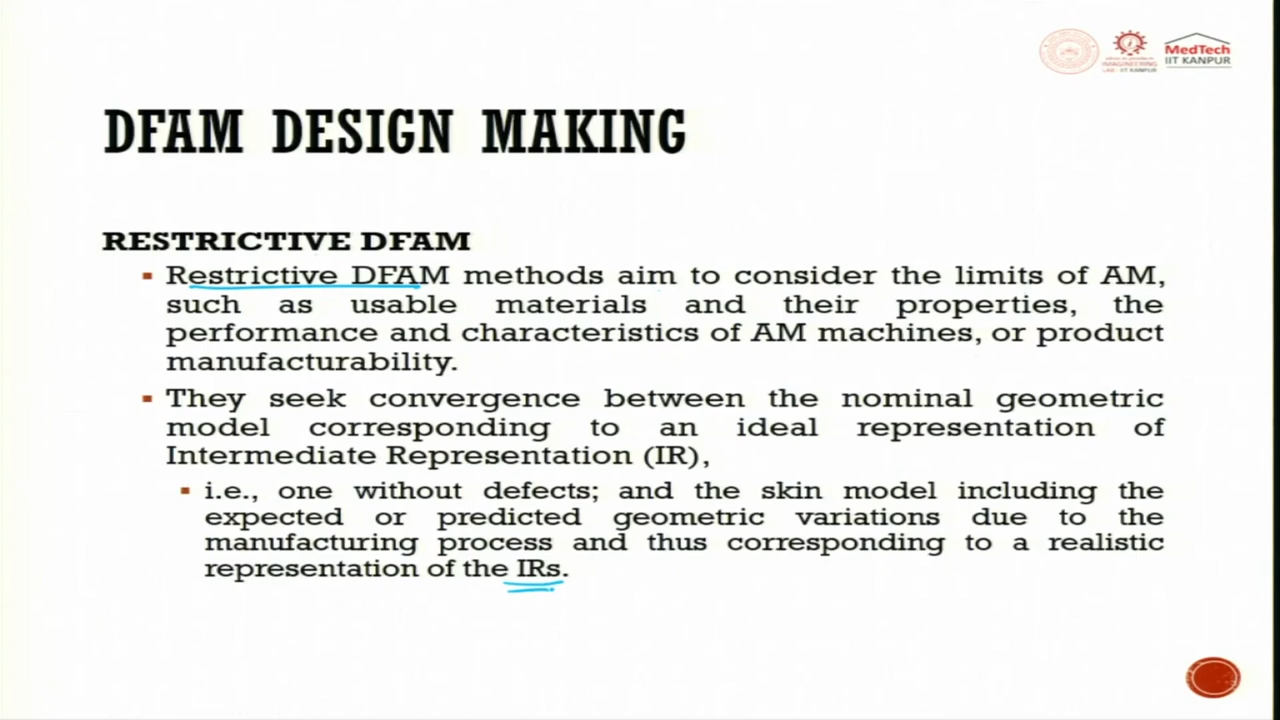 MedTech
IIT KANPUR
IMAGINEERING
LAB - IIT KANPUR
DFAM DESIGN MAKING
RESTRICTIVE DFAM
▪ Restrictive DFAM methods aim to consider the limits of AM,
such as usable materials and their properties, the
performance and characteristics of AM machines, or product
manufacturability.
▪ They seek convergence between the nominal geometric
model corresponding to an ideal representation of
Intermediate Representation (IR),
▪ i.e., one without defects; and the skin model including the
expected or predicted geometric variations due to the
manufacturing process and thus corresponding to a realistic
representation of the IRs.